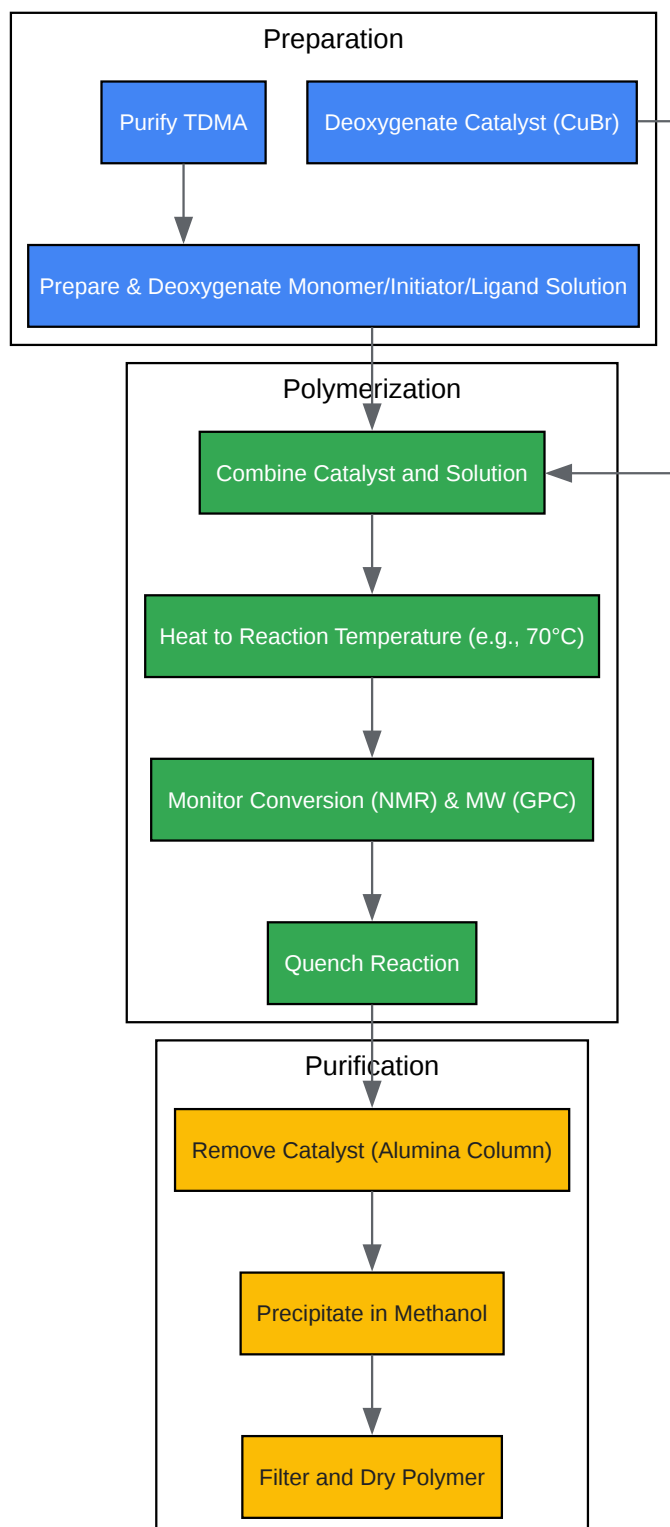 Preparation
Purify TDMA
Deoxygenate Catalyst (CuBr)
Prepare & Deoxygenate Monomer/Initiator/Ligand Solution
Polymerization
Combine Catalyst and Solution
Heat to Reaction Temperature (e.g., 70°C)
Monitor Conversion (NMR) & MW (GPC)
Quench Reaction
Purification
Remove Catalyst (Alumina Column)
Precipitate in Methanol
Filter and Dry Polymer